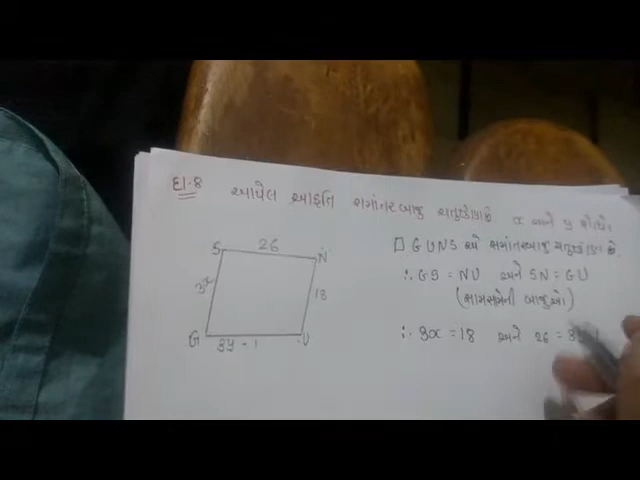 દા.8 આપેલ આકૃતિ સમાંતરબાજુ ચતુષ્કોણ છે x અને y શોધો.
□ GUNS એ સમાંતરબાજુ ચતુષ્કોણ છે.
∴ GS = NU અને SN = GU
(સામસામેની બાજુઓ)
∴ 3x = 18 અને 26 = 3
S 26 N
3x 18
G 3y - 1 U